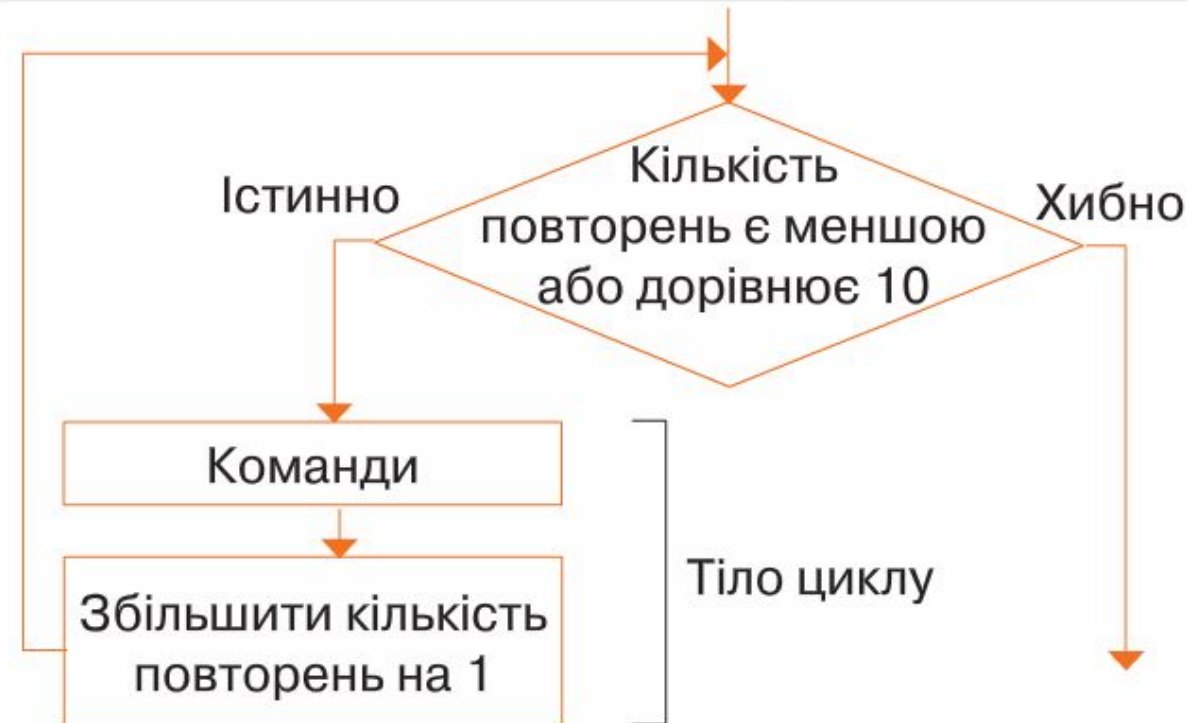 Кількість
повторень є меншою
або дорівнює 10
Істинно
Хибно
Команди
Збільшити кількість
повторень на 1
Тіло циклу